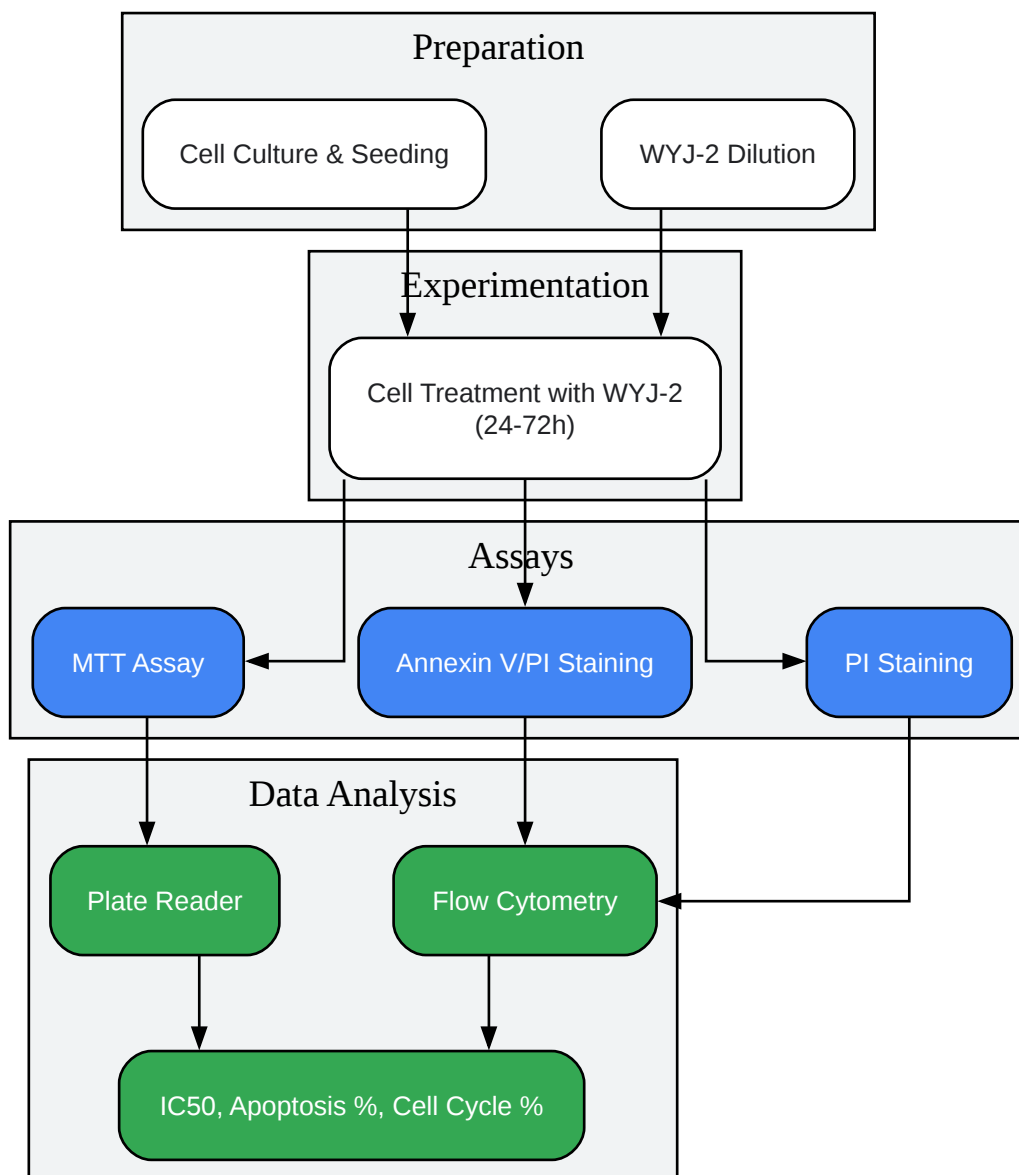 Preparation
Cell Culture & Seeding
WYJ-2 Dilution
Experimentation
Cell Treatment with WYJ-2
(24-72h)
Assays
MTT Assay
Annexin V/PI Staining
PI Staining
Data Analysis
Plate Reader
Flow Cytometry
IC50, Apoptosis %, Cell Cycle %